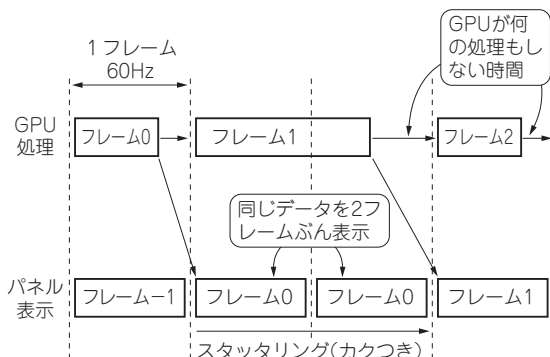 1フレーム
60Hz
GPUが何
の処理もし
ない時間
GPU
処理
フレーム0
フレーム1
フレーム2
同じデータを2フ
レームぶん表示
パネル
表示
フレーム−1
フレーム0
フレーム0
フレーム1
スタッタリング(カクつき)